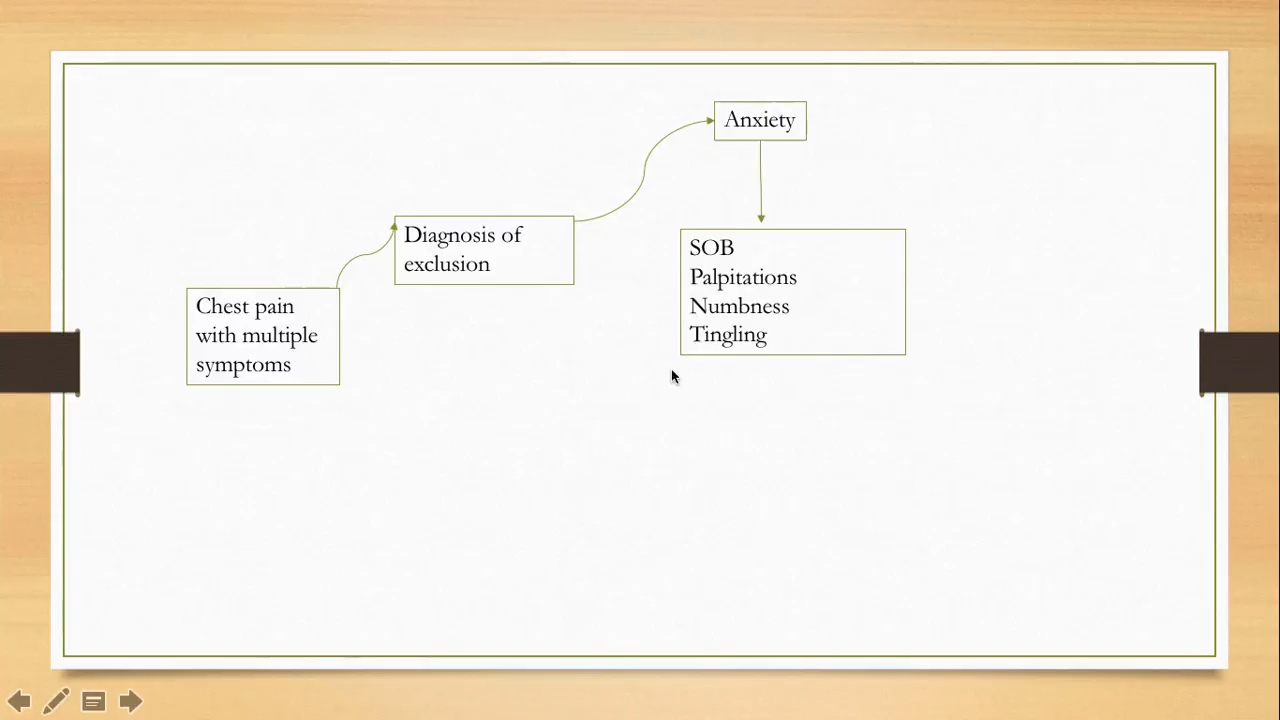 Anxiety
Diagnosis of
exclusion
SOB
Palpitations
Numbness
Tingling
Chest pain
with multiple
symptoms